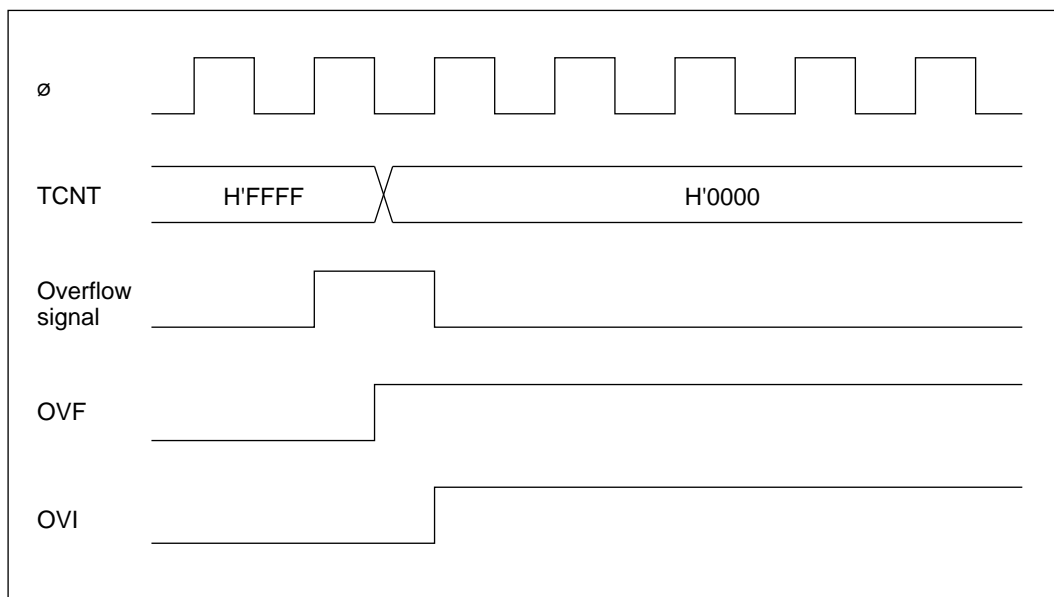 ø
TCNT
H'FFFF
H'0000
Overflow
signal
OVF
OVI